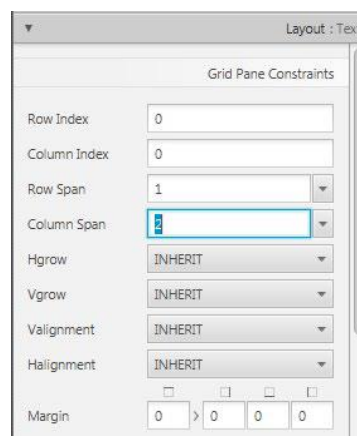 Layout : Tex
Grid Pane Constraints
Row Index 0
Column Index 0
Row Span 1
Column Span 2
Hgrow INHERIT
Vgrow INHERIT
Valignment INHERIT
Halignment INHERIT
Margin 0 > 0 0 0